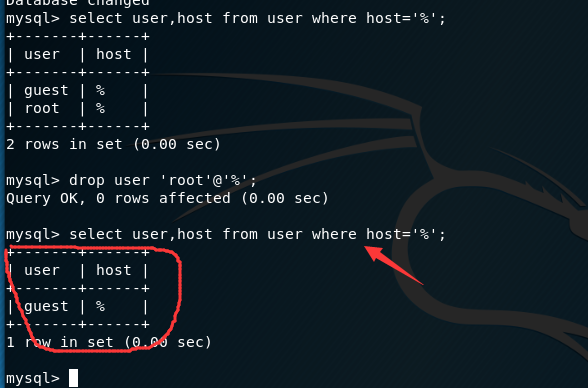 Database changed
mysql> select user,host from user where host='%';
+-------+------+
| user  | host |
+-------+------+
| guest | %    |
| root  | %    |
+-------+------+
2 rows in set (0.00 sec)
mysql> drop user 'root'@'%';
Query OK, 0 rows affected (0.00 sec)
mysql> select user,host from user where host='%';
+-------+------+
| user  | host |
+-------+------+
| guest | %    |
+-------+------+
1 row in set (0.00 sec)
mysql>